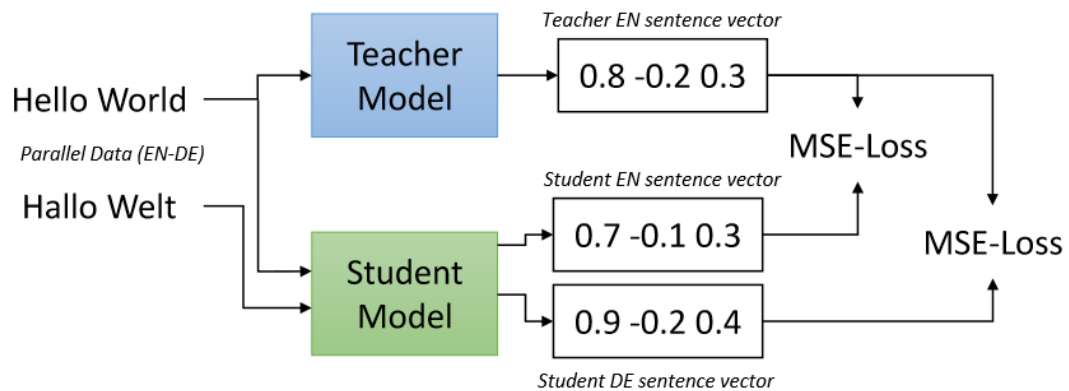 Teacher EN sentence vector
Teacher
Model
0.8 -0.2 0.3
Hello World
MSE-Loss
Parallel Data (EN-DE)
Student EN sentence vector
Hallo Welt
0.7 -0.1 0.3
MSE-Loss
Student
Model
0.9 -0.2 0.4
Student DE sentence vector